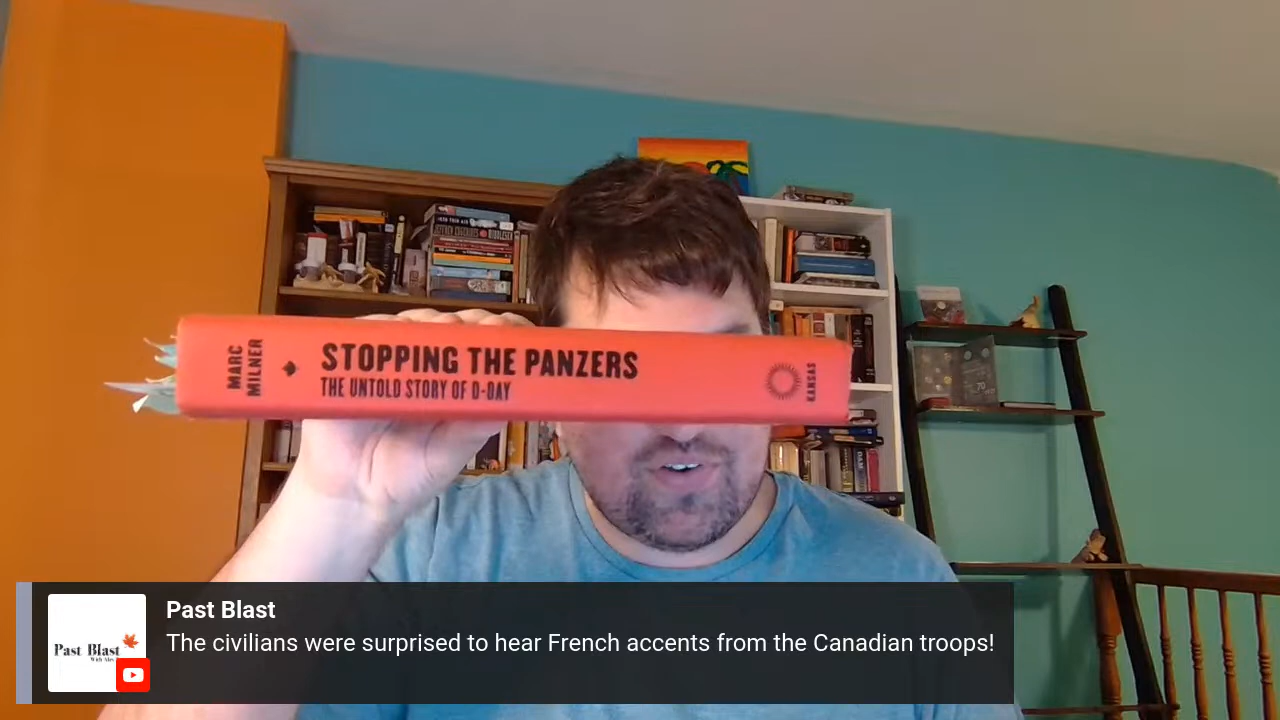 MARC
MILNER
STOPPING THE PANZERS
THE UNTOLD STORY OF D-DAY
KANSAS
Past Blast
The civilians were surprised to hear French accents from the Canadian troops!
Past Blast